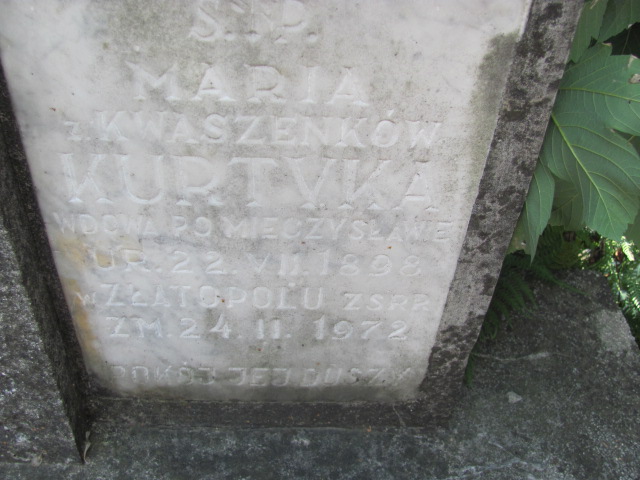 Ś.†P.
MARIA
z KWASZENKÓW
KURTYKA
WDOWA PO MIECZYSŁAWIE
UR. 22. VII. 1898
w ZŁATOPOLU ZSRR
ZM. 24. II. 1972
POKÓJ JEJ DUSZY